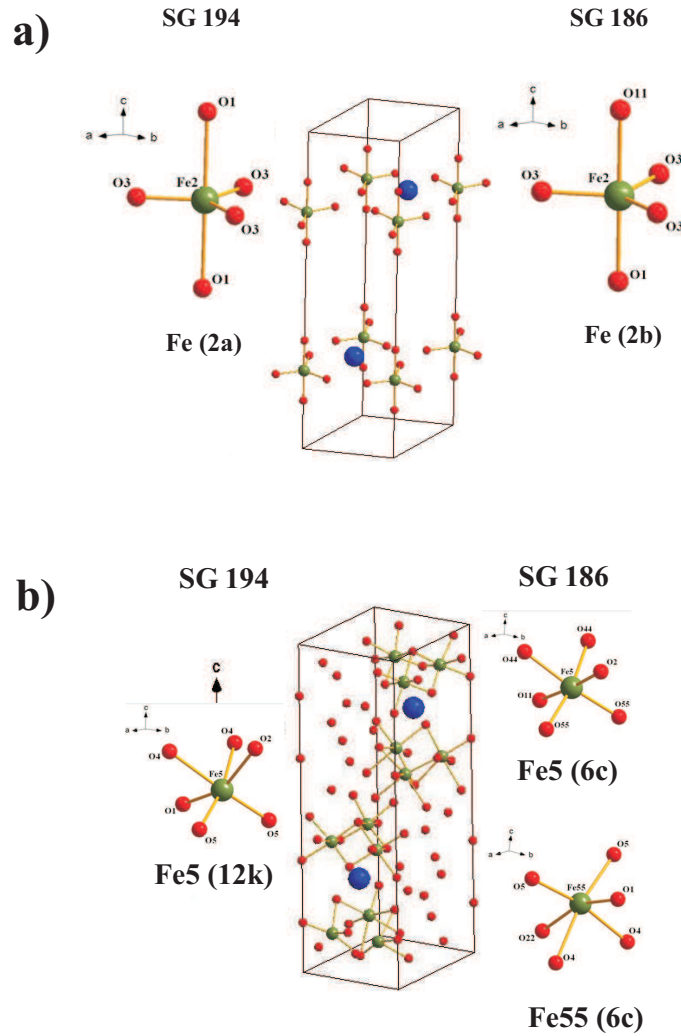 a)
SG 194
SG 186
c
a
b
O1
O3
Fe2
O3
O3
O1
Fe (2a)
c
a
b
O11
O3
Fe2
O3
O3
O1
Fe (2b)
b)
SG 194
SG 186
c
c
a
b
O4
O4
O2
Fe5
O1
O5
O5
Fe5 (12k)
c
a
b
O44
O44
O2
Fe5
O11
O55
O55
Fe5 (6c)
c
a
b
O5
O5
Fe55
O1
O22
O4
O4
Fe55 (6c)